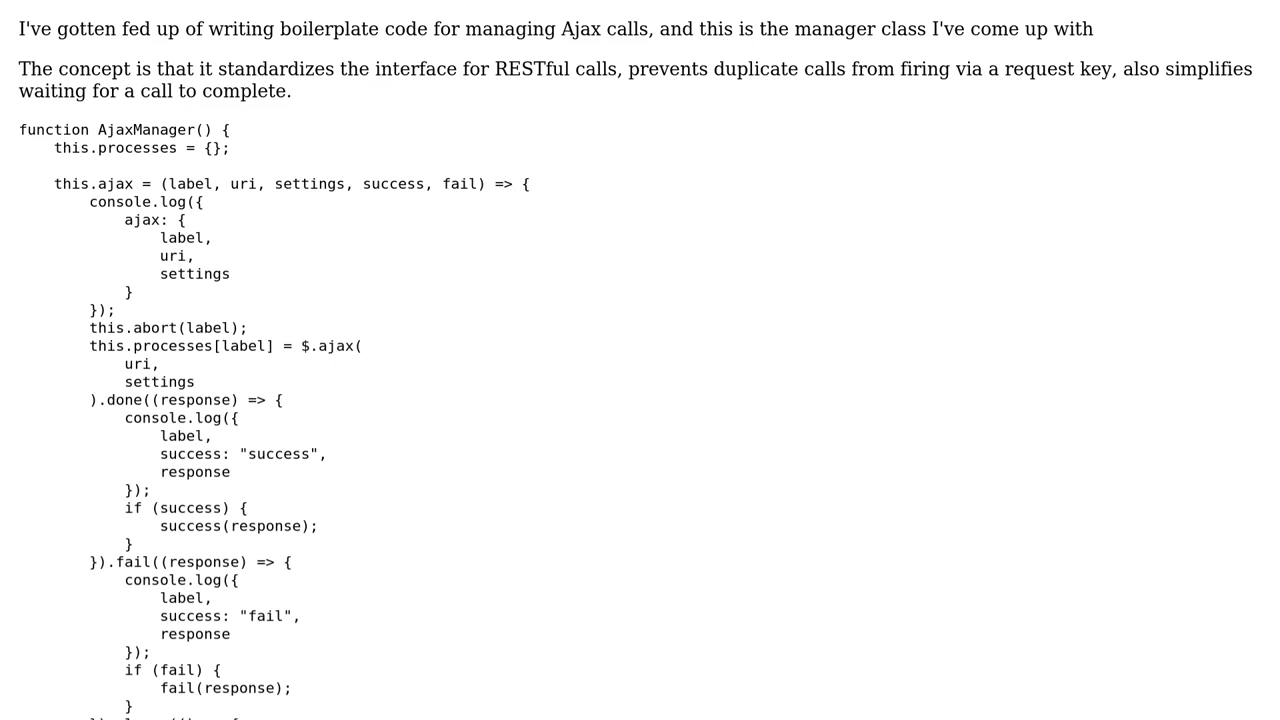 I've gotten fed up of writing boilerplate code for managing Ajax calls, and this is the manager class I've come up with
The concept is that it standardizes the interface for RESTful calls, prevents duplicate calls from firing via a request key, also simplifies
waiting for a call to complete.
function AjaxManager() {
    this.processes = {};
    this.ajax = (label, uri, settings, success, fail) => {
        console.log({
            ajax: {
                label,
                uri,
                settings
            }
        });
        this.abort(label);
        this.processes[label] = $.ajax(
            uri,
            settings
        ).done((response) => {
            console.log({
                label,
                success: "success",
                response
            });
            if (success) {
                success(response);
            }
        }).fail((response) => {
            console.log({
                label,
                success: "fail",
                response
            });
            if (fail) {
                fail(response);
            }